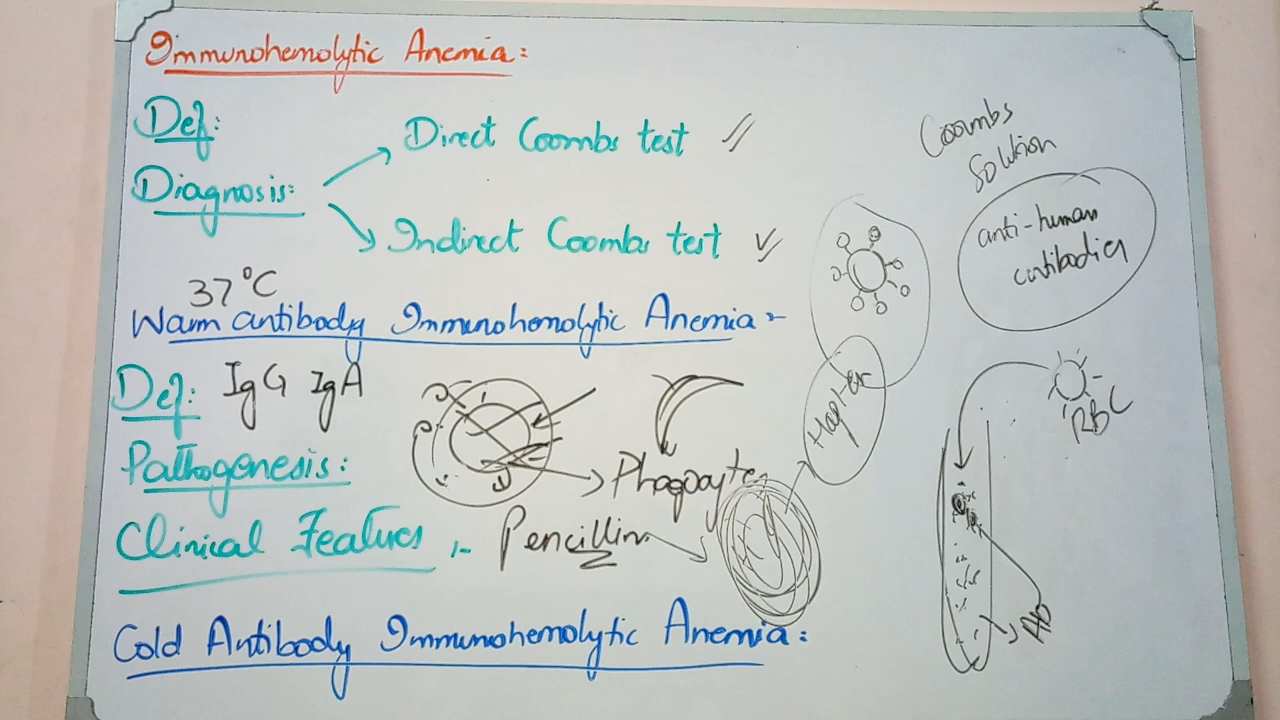 Immunohemolytic Anemia:
Def:
Direct Coombs test
Diagnosis:
Indirect Coombs test
Coombs
Solution
anti-human
antibodies
37°C
Warm antibody Immunohemolytic Anemia:-
Def: IgG IgA
Hapten
RBC
Pathogenesis:
Phagocyte
Clinical Features :-
Pencillin
Ab
Cold Antibody Immunohemolytic Anemia: